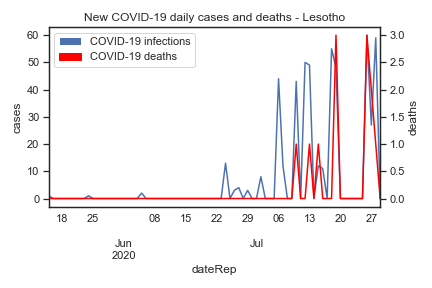 New COVID-19 daily cases and deaths - Lesotho
COVID-19 infections
COVID-19 deaths
cases
deaths
60
50
40
30
20
10
0
3.0
2.5
2.0
1.5
1.0
0.5
0.0
18 25 08 15 22 29 06 13 20 27
Jun Jul
2020
dateRep